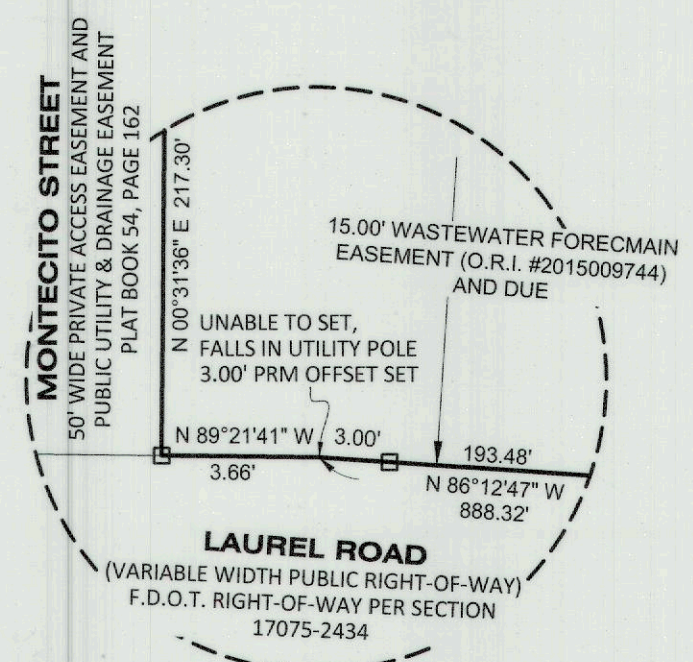 MONTECITO STREET
50' WIDE PRIVATE ACCESS EASEMENT AND
PUBLIC UTILITY & DRAINAGE EASEMENT
PLAT BOOK 54, PAGE 162
N 00°31'36" E 217.30'
15.00' WASTEWATER FORECMAIN
EASEMENT (O.R.I. #2015009744)
AND DUE
UNABLE TO SET,
FALLS IN UTILITY POLE
3.00' PRM OFFSET SET
N 89°21'41" W 3.00'
3.66'
193.48'
N 86°12'47" W
888.32'
LAUREL ROAD
(VARIABLE WIDTH PUBLIC RIGHT-OF-WAY)
F.D.O.T. RIGHT-OF-WAY PER SECTION
17075-2434